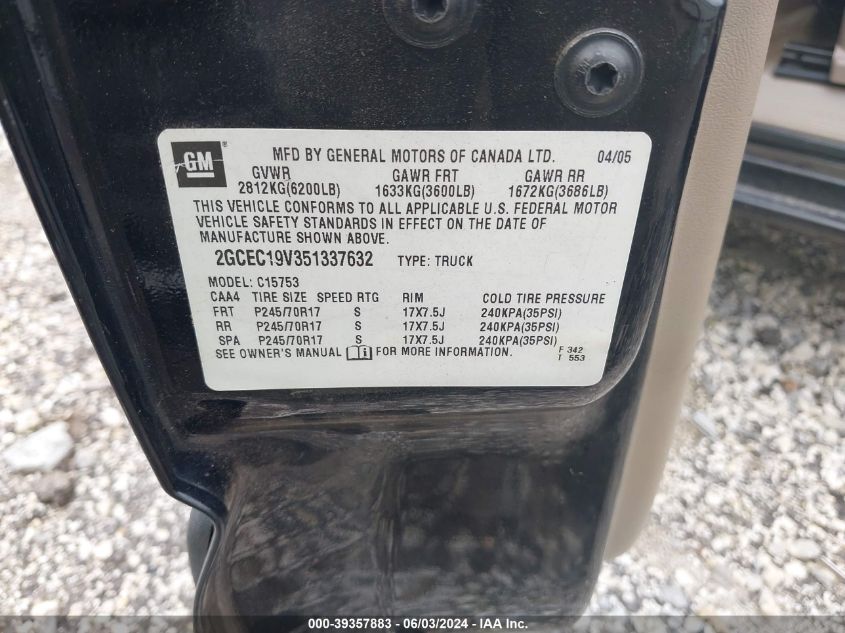 GM
MFD BY GENERAL MOTORS OF CANADA LTD. 04/05
GVWR GAWR FRT GAWR RR
2812KG(6200LB) 1633KG(3600LB) 1672KG(3686LB)
THIS VEHICLE CONFORMS TO ALL APPLICABLE U.S. FEDERAL MOTOR
VEHICLE SAFETY STANDARDS IN EFFECT ON THE DATE OF
MANUFACTURE SHOWN ABOVE.
2GCEC19V351337632 TYPE: TRUCK
MODEL: C15753
CAA4 TIRE SIZE SPEED RTG RIM COLD TIRE PRESSURE
FRT P245/70R17 S 17X7.5J 240KPA(35PSI)
RR P245/70R17 S 17X7.5J 240KPA(35PSI)
SPA P245/70R17 S 17X7.5J 240KPA(35PSI)
SEE OWNER'S MANUAL FOR MORE INFORMATION.
F 342
T 553
000-39357883 - 06/03/2024 - IAA Inc.